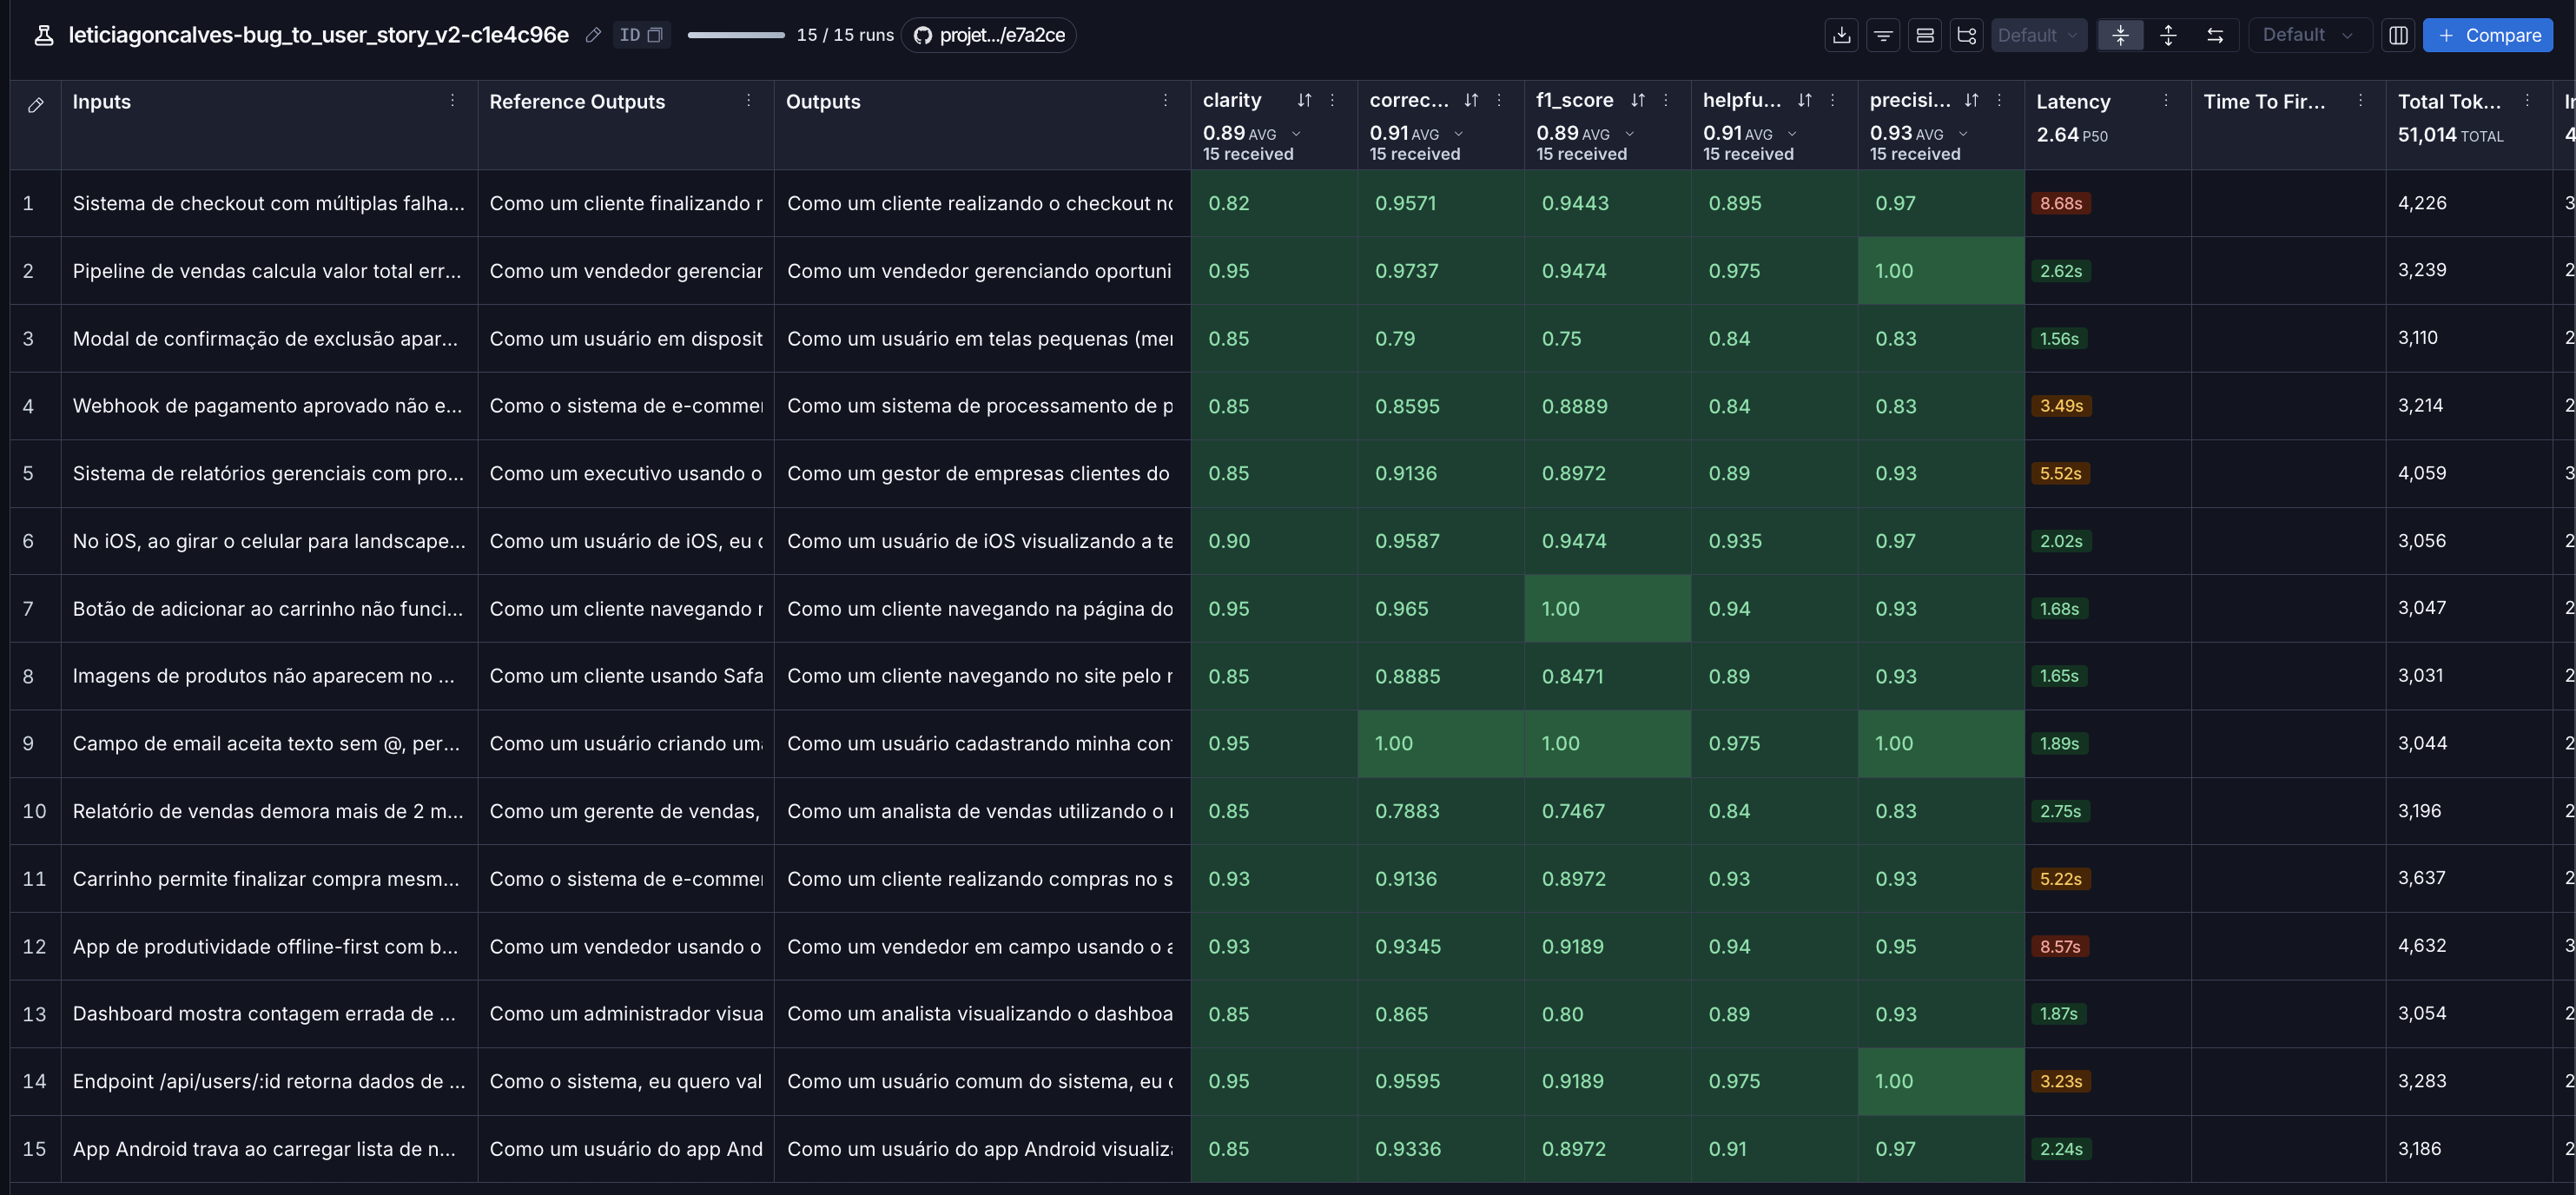 leticiagoncalves-bug_to_user_story_v2-c1e4c96e ID 15 / 15 runs projet.../e7a2ce Default Default + Compare
Inputs Reference Outputs Outputs clarity correc... f1_score helpfu... precisi... Latency Time To Fir... Total Tok...
0.89 AVG 0.91 AVG 0.89 AVG 0.91 AVG 0.93 AVG 2.64 P50 51,014 TOTAL 4
15 received 15 received 15 received 15 received 15 received
1 Sistema de checkout com múltiplas falha... Como um cliente finalizando Como um cliente realizando o checkout 0.82 0.9571 0.9443 0.895 0.97 8.68s 4,226 3
2 Pipeline de vendas calcula valor total err... Como um vendedor Como um vendedor gerenciando oportuni 0.95 0.9737 0.9474 0.975 1.00 2.62s 3,239 2
3 Modal de confirmação de exclusão apar... Como um usuário em disposit Como um usuário em telas pequenas 0.85 0.79 0.75 0.84 0.83 1.56s 3,110 2
4 Webhook de pagamento aprovado não e... Como o sistema de Como um sistema de processamento de p 0.85 0.8595 0.8889 0.84 0.83 3.49s 3,214 2
5 Sistema de relatórios gerenciais com pro... Como um executivo usando o Como um gestor de empresas clientes do 0.85 0.9136 0.8972 0.89 0.93 5.52s 4,059 3
6 No iOS, ao girar o celular para landscape... Como um usuário de iOS, eu Como um usuário de iOS visualizando a te 0.90 0.9587 0.9474 0.935 0.97 2.02s 3,056 2
7 Botão de adicionar ao carrinho não funci... Como um cliente navegando Como um cliente navegando na página do 0.95 0.965 1.00 0.94 0.93 1.68s 3,047 2
8 Imagens de produtos não aparecem no ... Como um cliente usando Safa Como um cliente navegando no site pelo 0.85 0.8885 0.8471 0.89 0.93 1.65s 3,031 2
9 Campo de email aceita texto sem @, per... Como um usuário criando Como um usuário cadastrando minha 0.95 1.00 1.00 0.975 1.00 1.89s 3,044 2
10 Relatório de vendas demora mais de 2 m... Como um gerente de vendas, Como um analista de vendas utilizando o 0.85 0.7883 0.7467 0.84 0.83 2.75s 3,196 2
11 Carrinho permite finalizar compra mesm... Como o sistema de Como um cliente realizando compras no s 0.93 0.9136 0.8972 0.93 0.93 5.22s 3,637 2
12 App de produtividade offline-first com b... Como um vendedor usando o Como um vendedor em campo usando o 0.93 0.9345 0.9189 0.94 0.95 8.57s 4,632 3
13 Dashboard mostra contagem errada de ... Como um administrador visua Como um analista visualizando o dashboa 0.85 0.865 0.80 0.89 0.93 1.87s 3,054 2
14 Endpoint /api/users/:id retorna dados de ... Como o sistema, eu quero val Como um usuário comum do sistema, eu 0.95 0.9595 0.9189 0.975 1.00 3.23s 3,283 2
15 App Android trava ao carregar lista de n... Como um usuário do app And Como um usuário do app Android 0.85 0.9336 0.8972 0.91 0.97 2.24s 3,186 2